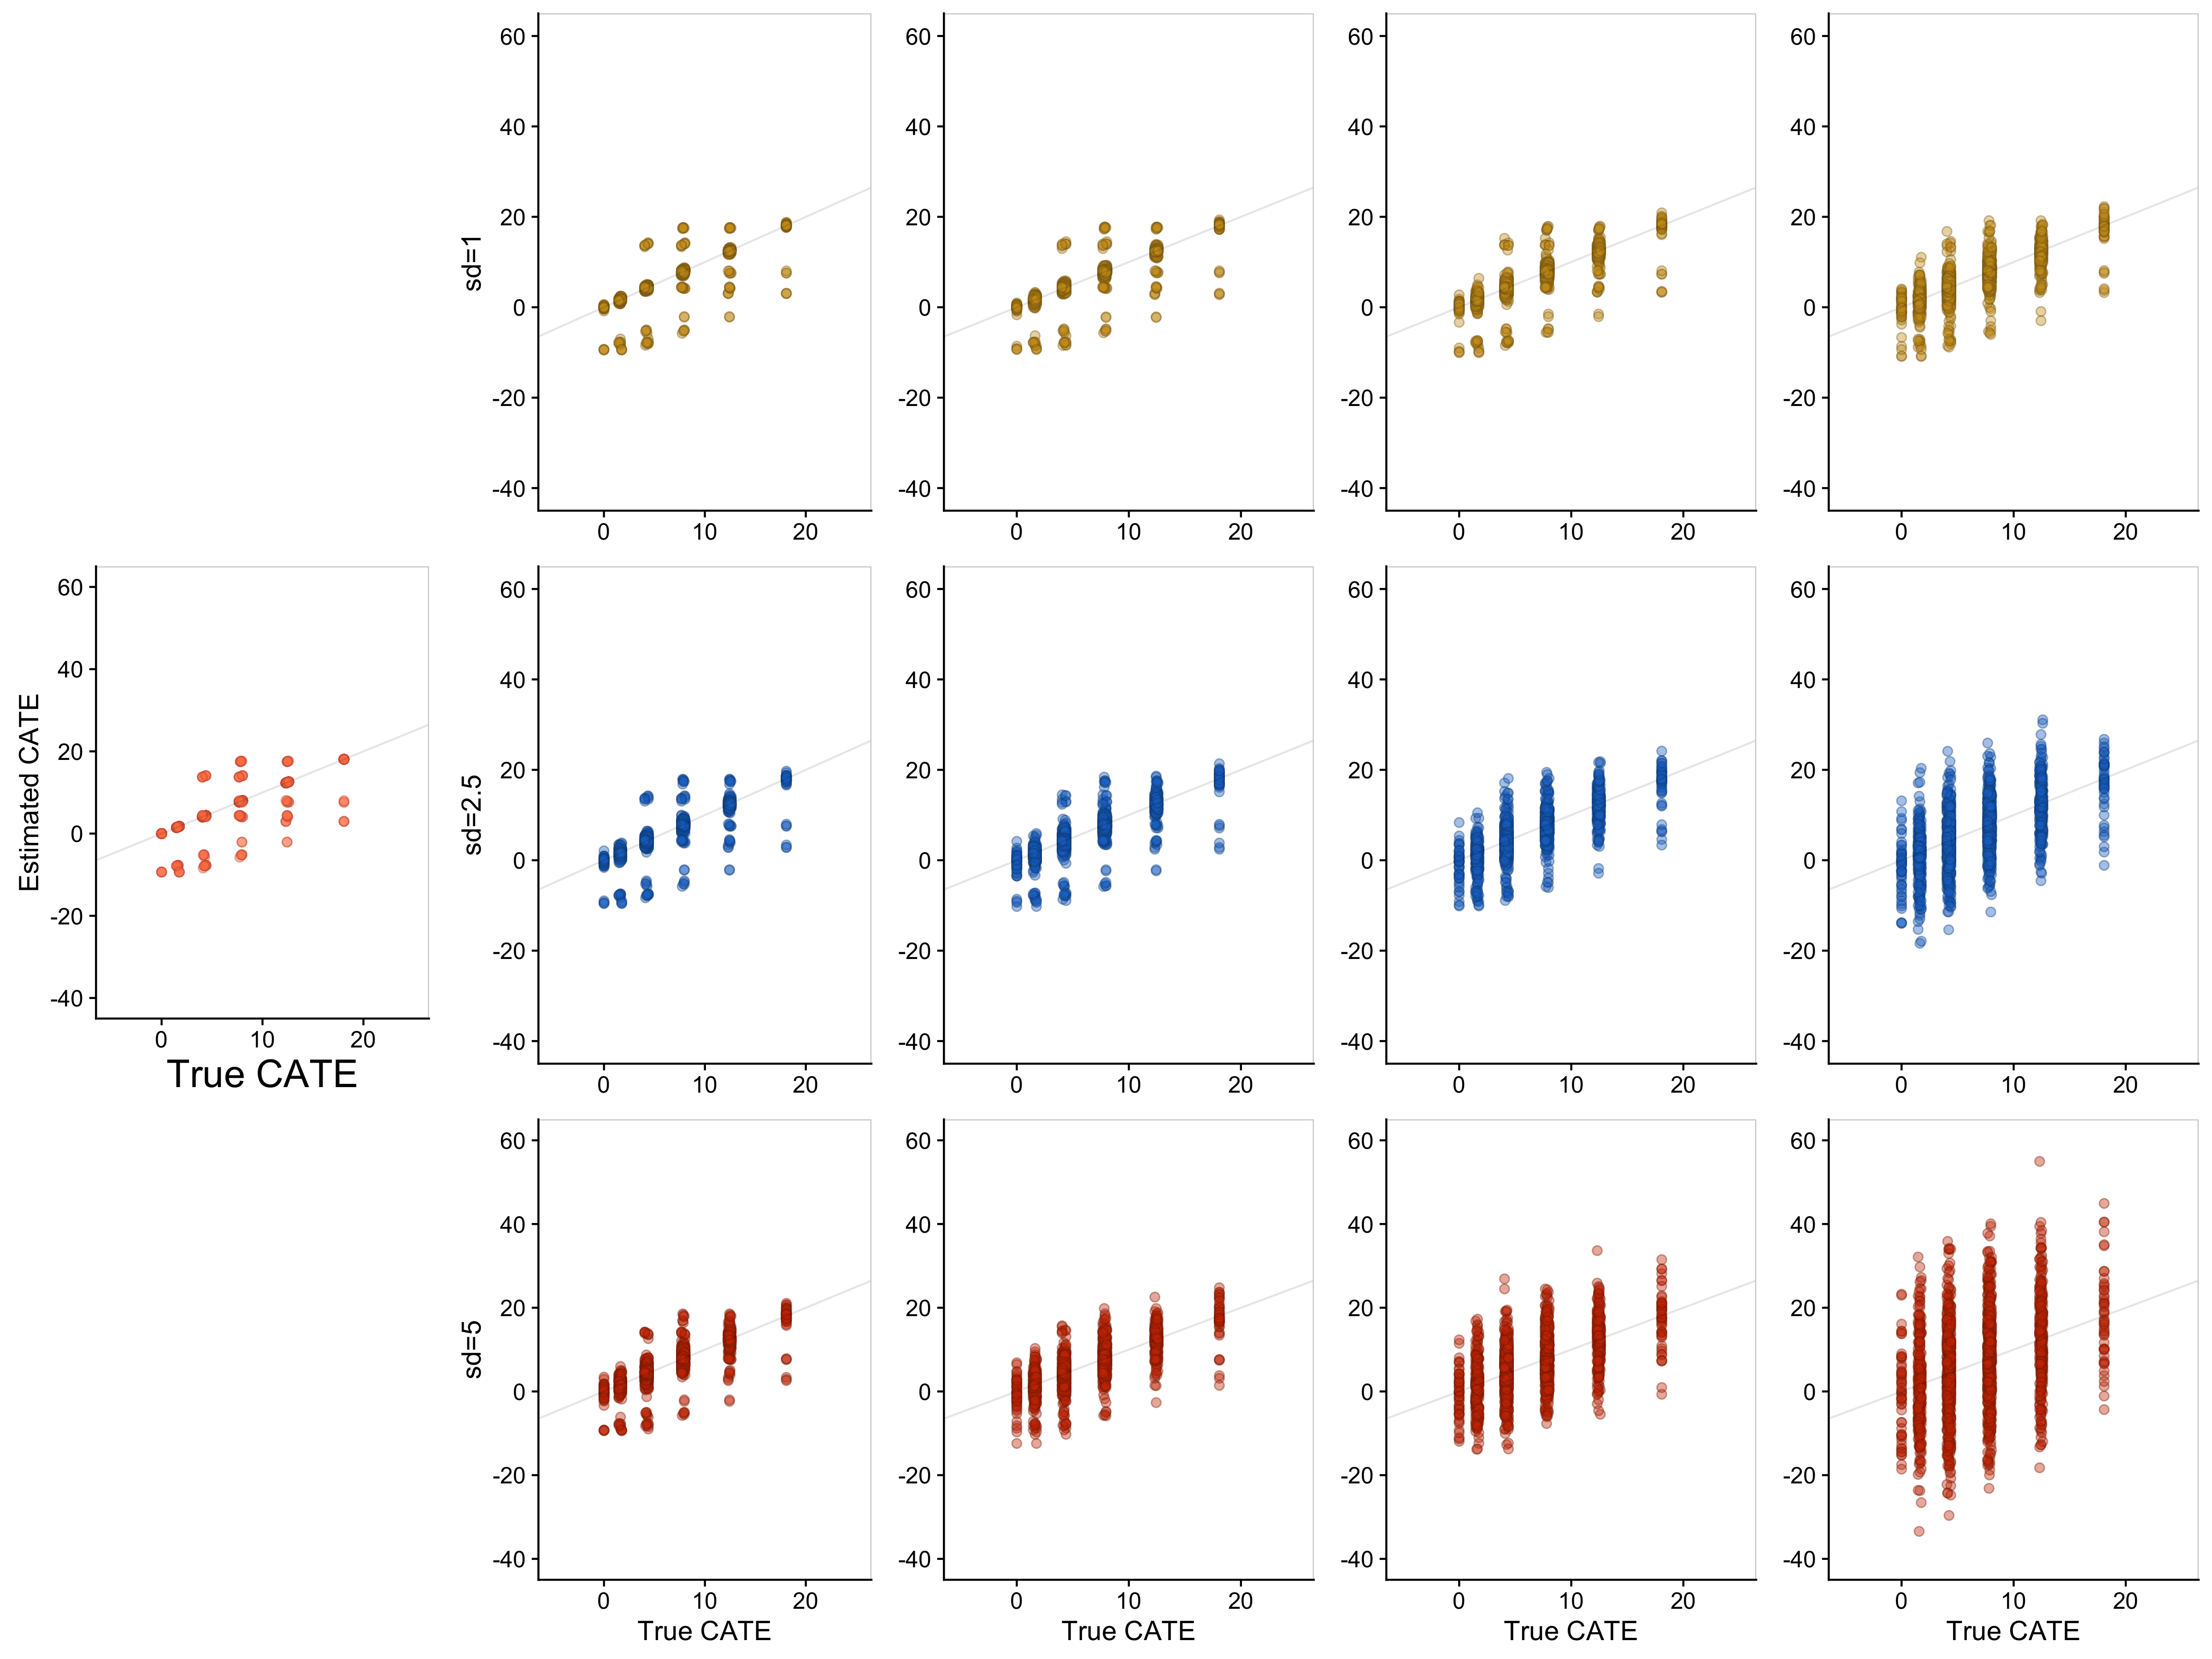 60 60 60 60
40 40 40 40
20 20 20 20
sd=1
0 0 0 0
-20 -20 -20 -20
-40 -40 -40 -40
0 10 20 0 10 20 0 10 20 0 10 20
60 60 60 60 60
40 40 40 40 40
20 20 20 20 20
Estimated CATE
sd=2.5
0 0 0 0 0
-20 -20 -20 -20 -20
-40 -40 -40 -40 -40
0 10 20 0 10 20 0 10 20 0 10 20 0 10 20
True CATE
60 60 60 60
40 40 40 40
20 20 20 20
sd=5
0 0 0 0
-20 -20 -20 -20
-40 -40 -40 -40
0 10 20 0 10 20 0 10 20 0 10 20
True CATE True CATE True CATE True CATE